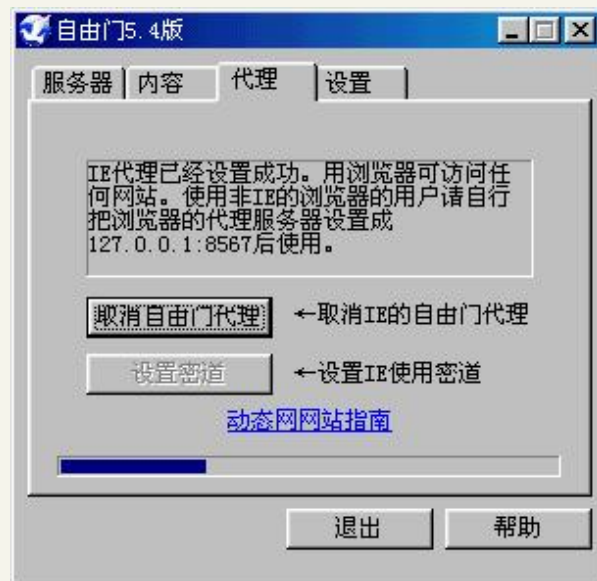 自由门5.4版
服务器 内容 代理 设置
IE代理已经设置成功。用浏览器可访问任
何网站。使用非IE的浏览器的用户请自行
把浏览器的代理服务器设置成
127.0.0.1:8567后使用。
取消自由门代理 ←取消IE的自由门代理
设置密道 ←设置IE使用密道
动态网网站指南
退出 帮助